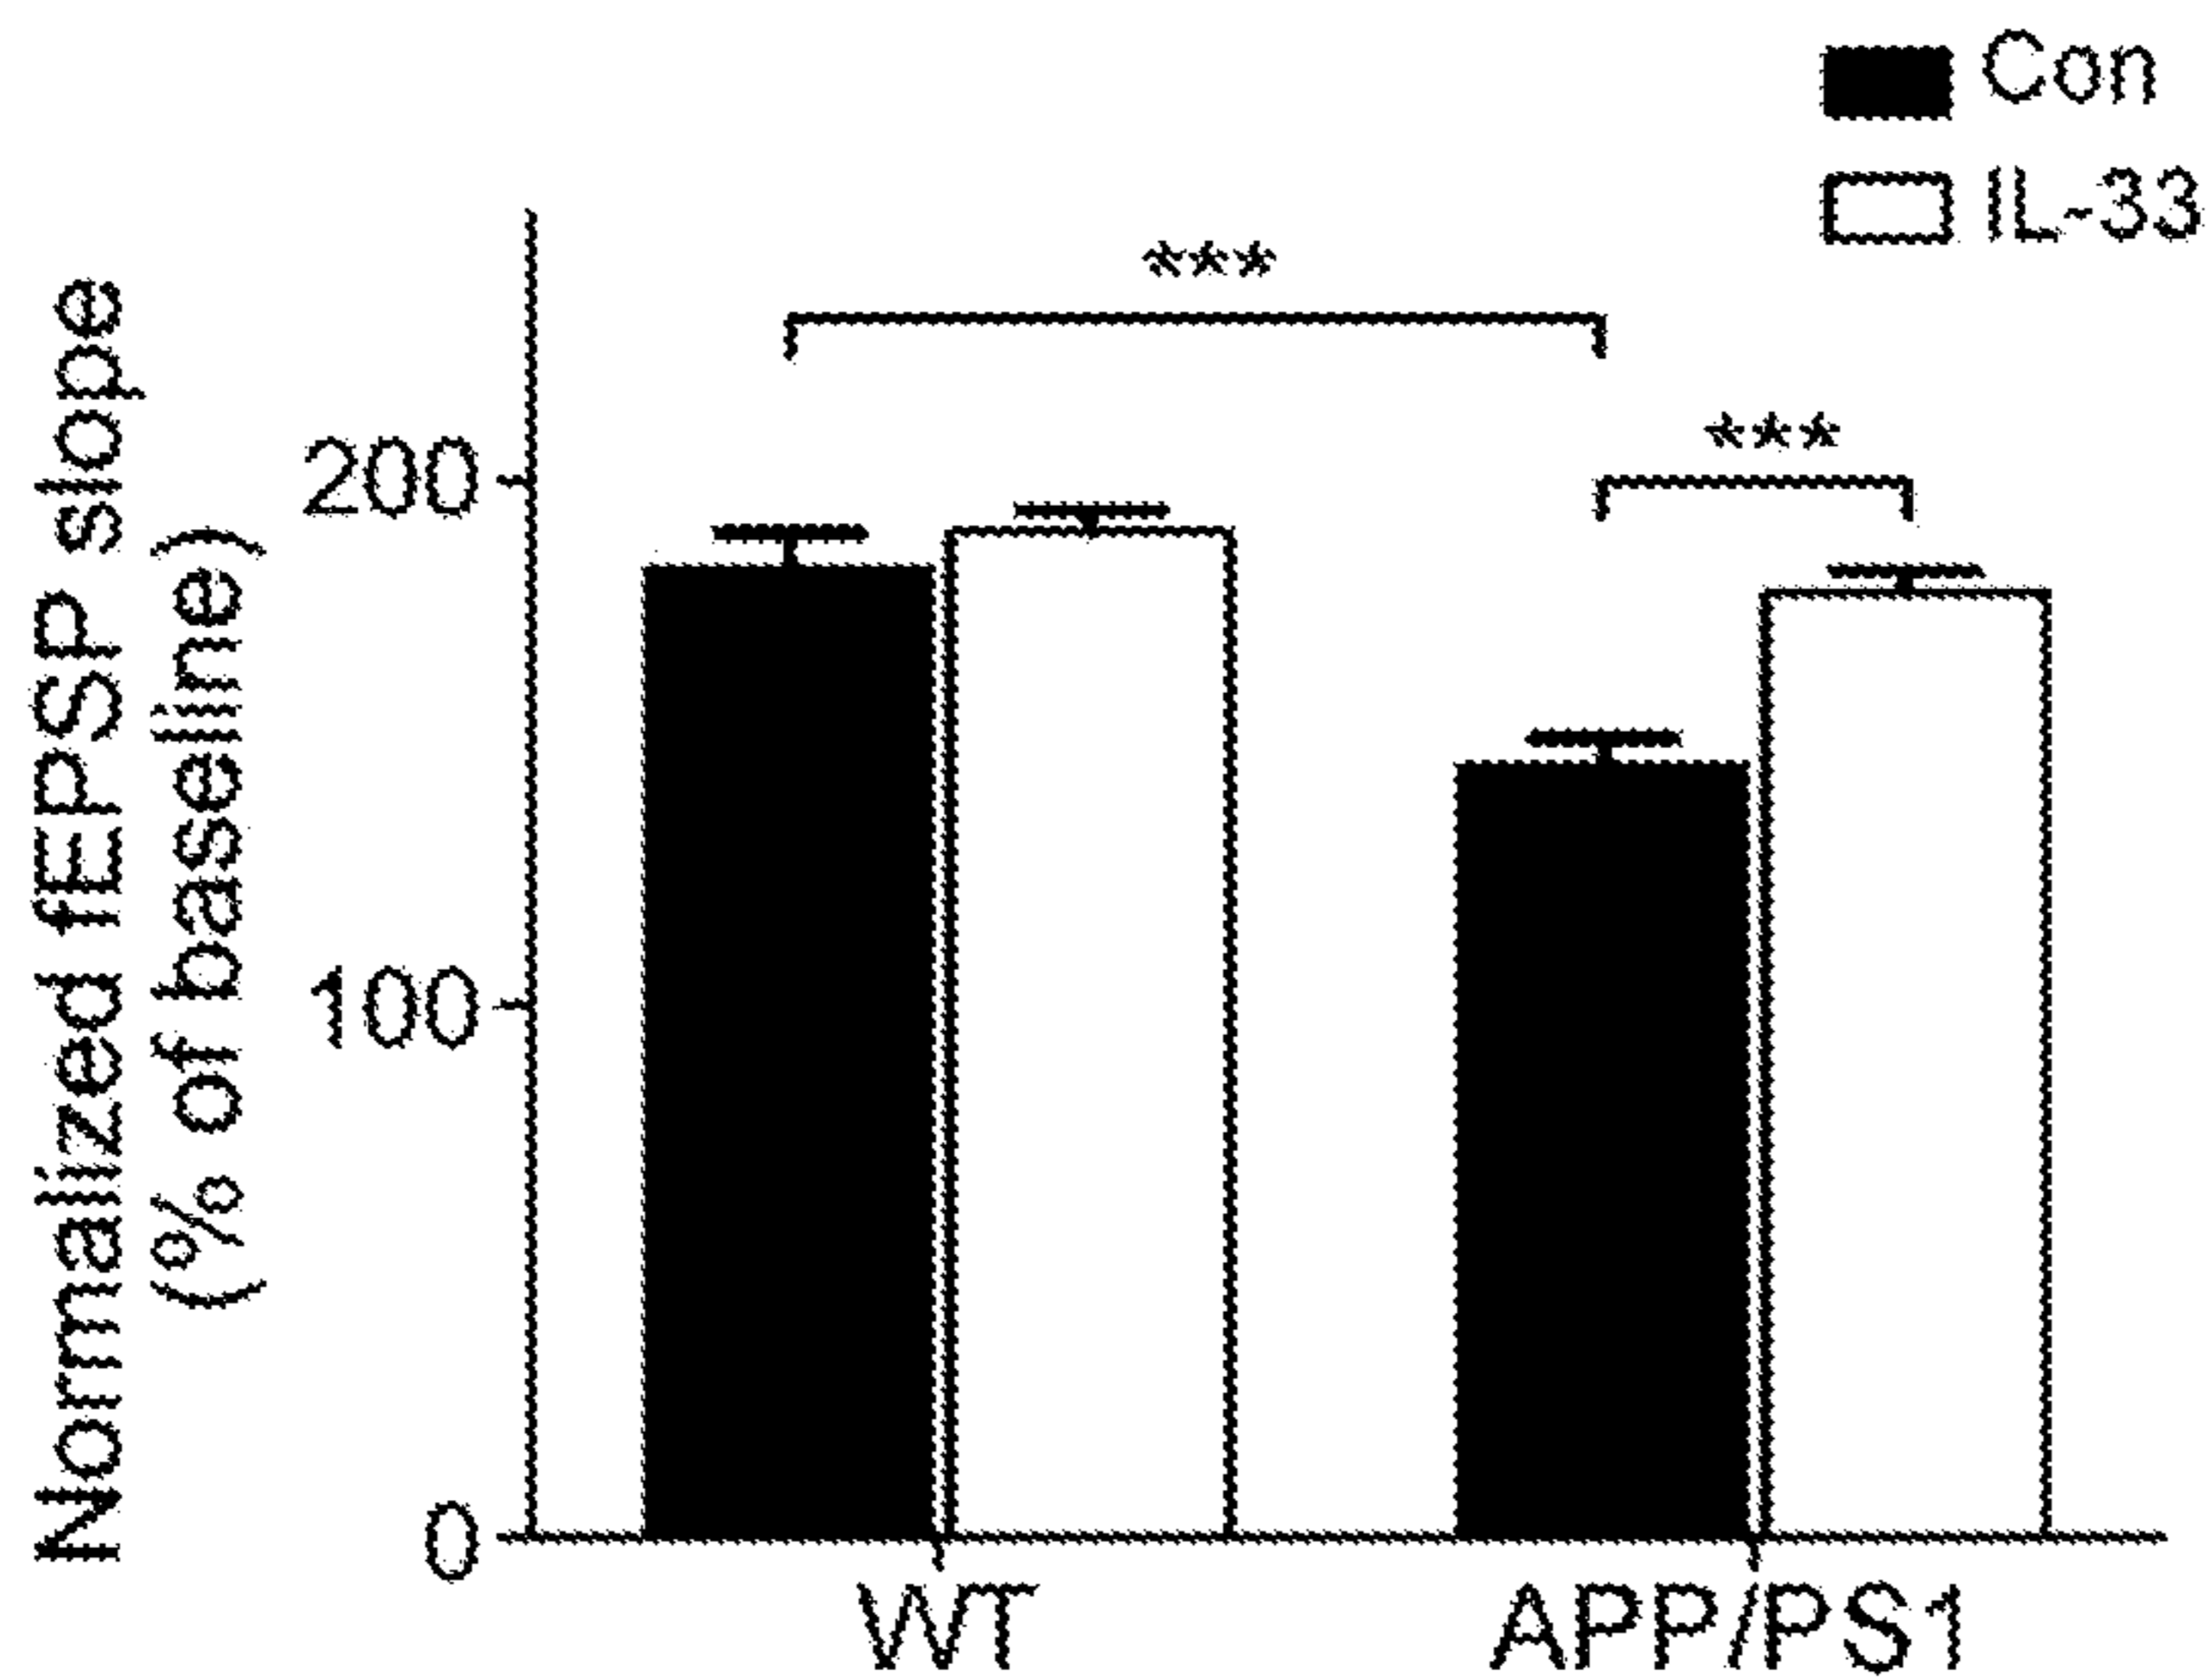 Con
IL-33
Normalized fEPSP slope
(% of baseline)
***
***
200
100
0
WT
APP/PS1